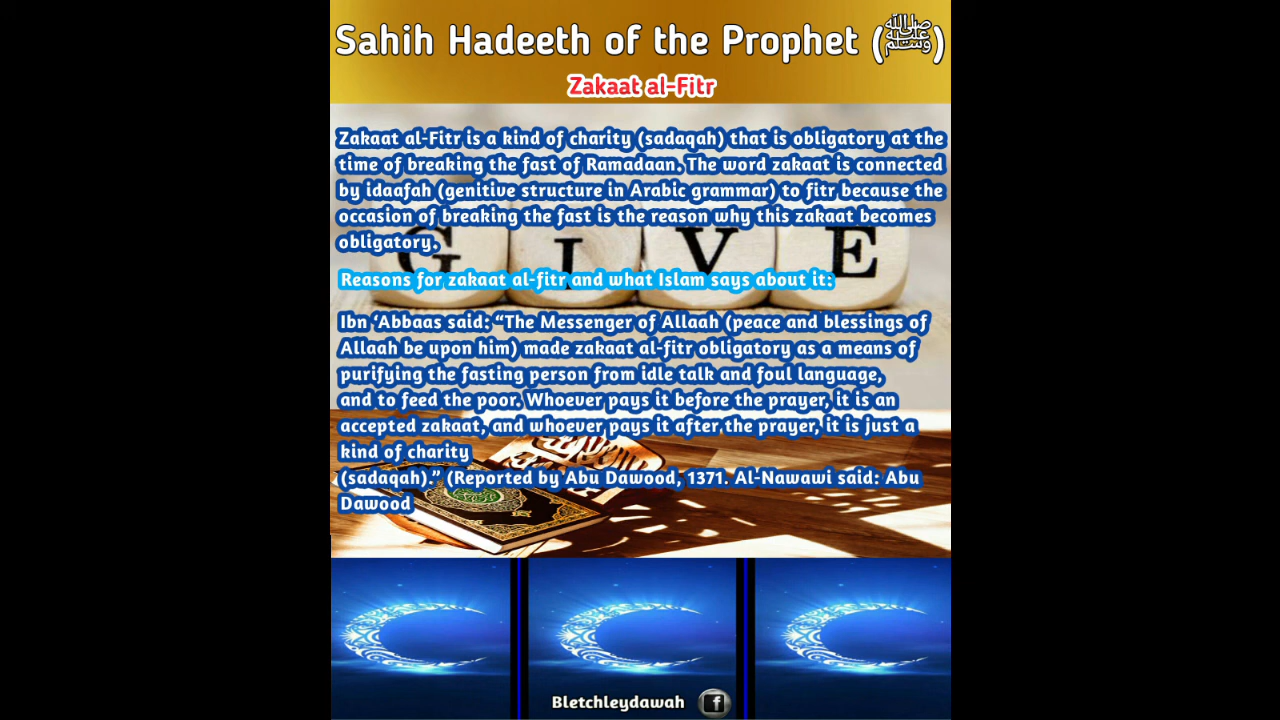 Sahih Hadeeth of the Prophet (ﷺ)
Zakaat al-Fitr
Zakaat al-Fitr is a kind of charity (sadaqah) that is obligatory at the
time of breaking the fast of Ramadaan. The word zakaat is connected
by idaafah (genitive structure in Arabic grammar) to fitr because the
occasion of breaking the fast is the reason why this zakaat becomes
obligatory.
GIVE
Reasons for zakaat al-fitr and what Islam says about it:
Ibn ‘Abbaas said: “The Messenger of Allaah (peace and blessings of
Allaah be upon him) made zakaat al-fitr obligatory as a means of
purifying the fasting person from idle talk and foul language,
and to feed the poor. Whoever pays it before the prayer, it is an
accepted zakaat, and whoever pays it after the prayer, it is just a
kind of charity
(sadaqah).” (Reported by Abu Dawood, 1371. Al-Nawawi said: Abu
Dawood
Bletchleydawah f